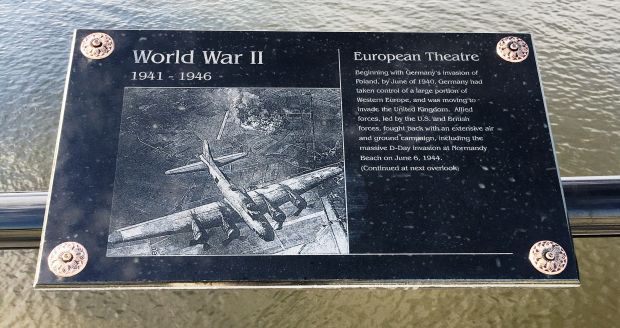 World War II
1941 - 1946
European Theatre
Beginning with Germany's invasion of
Poland, by June of 1940, Germany had
taken control of a large portion of
Western Europe, and was moving to
invade the United Kingdom. Allied
forces, led by the U.S. and British
forces, fought back with an extensive air
and ground campaign, including the
massive D-Day invasion at Normandy
Beach on June 6, 1944.
(Continued at next overlook)